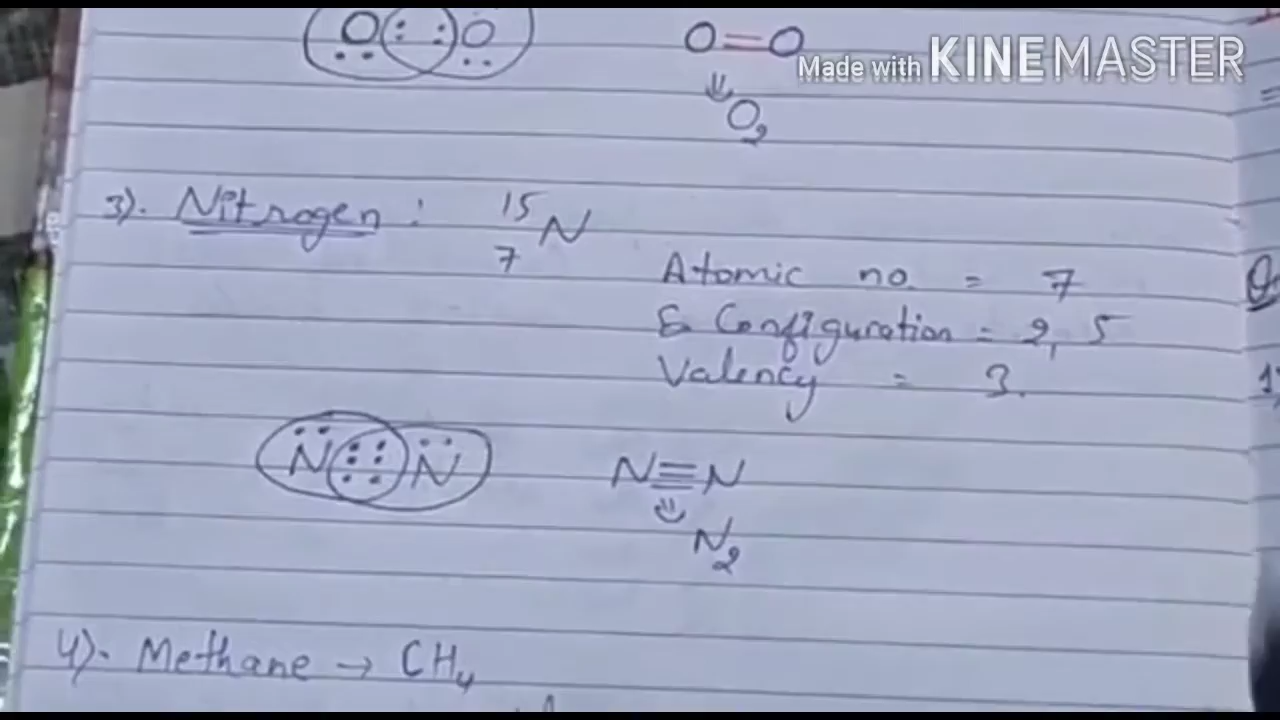 O :: O O=O
Made with KINEMASTER
⇓
O2
3). Nitrogen : 15 7 N
Atomic no. = 7
E Configuration = 2, 5
Valency = 3.
N N N≡N
⇓
N2
4). Methane → CH4